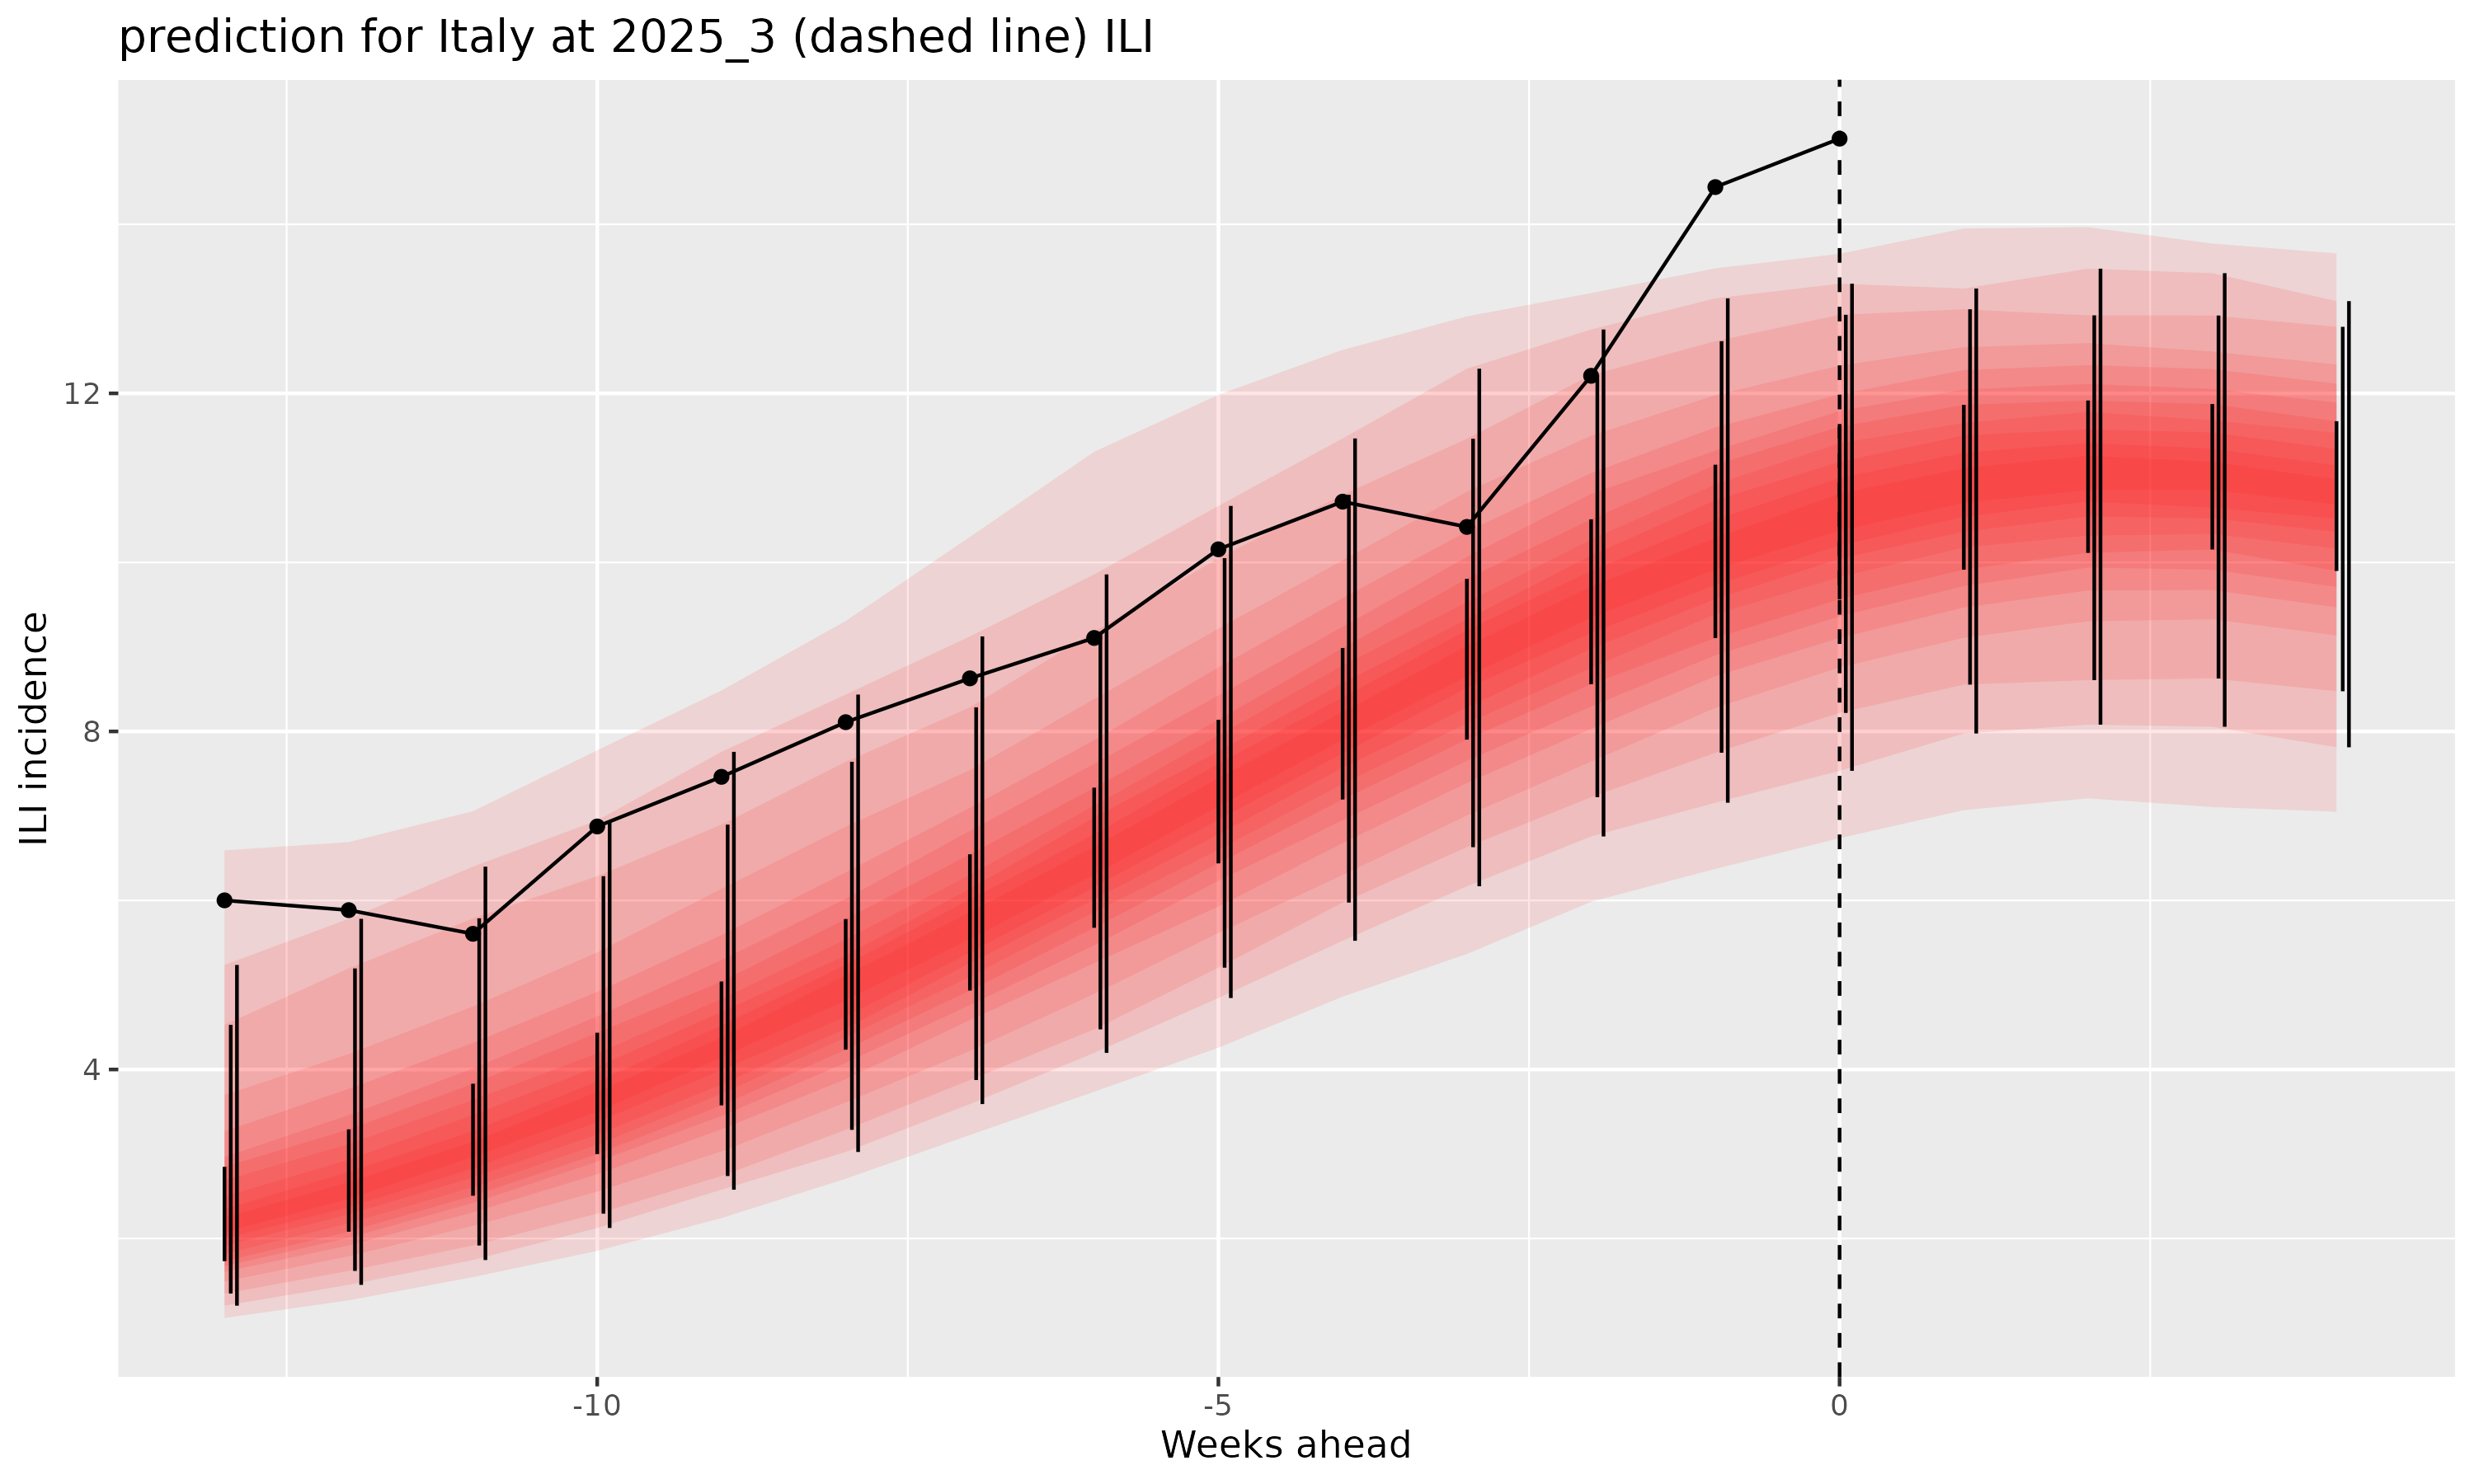 prediction for Italy at 2025_3 (dashed line) ILI
ILI incidence
12
8
4
-10
-5
0
Weeks ahead